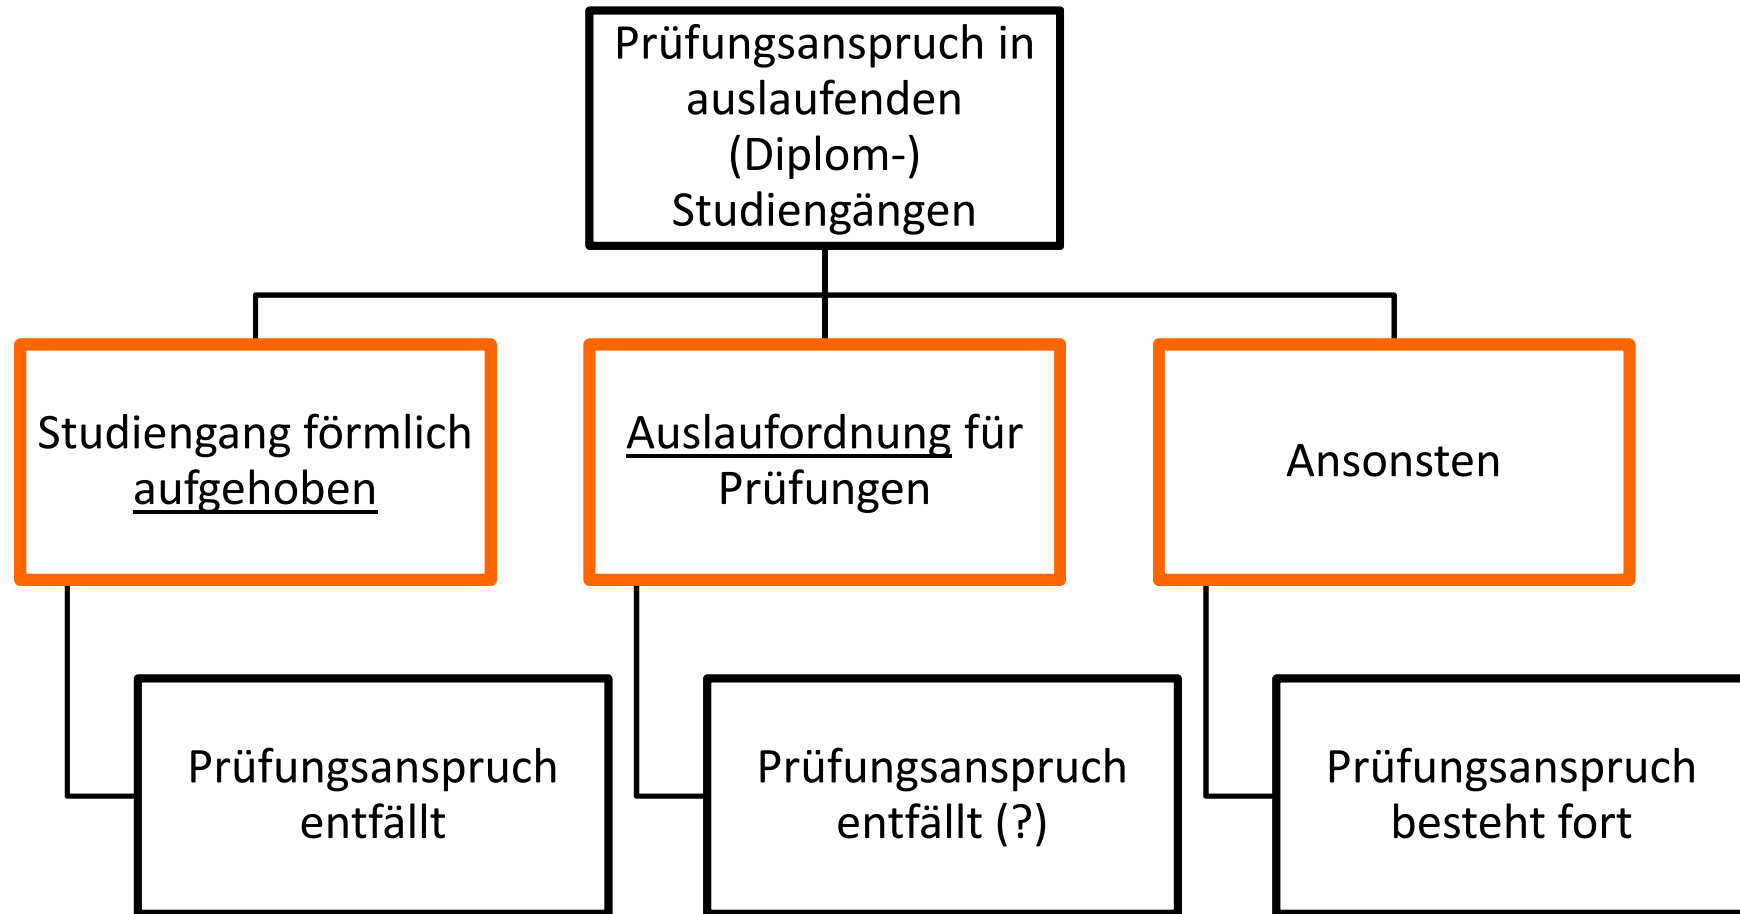 Prüfungsanspruch in
auslaufenden
(Diplom-)
Studiengängen
Studiengang förmlich
aufgehoben
Auslaufordnung für
Prüfungen
Ansonsten
Prüfungsanspruch
entfällt
Prüfungsanspruch
entfällt (?)
Prüfungsanspruch
besteht fort